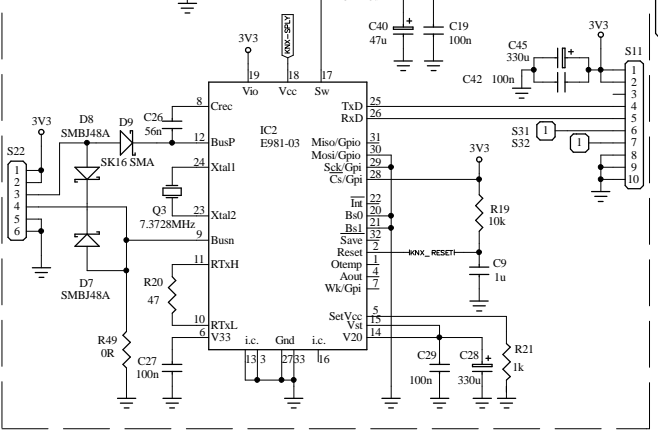 C40
47u
C19
100n
3V3
KNX-SPLY
3V3
C45
330u
S11
C42 100n
19
18
17
Vio
Vcc
Sw
1
2
3
4
5
6
7
8
9
10
8
Crec
TxD
25
RxD
26
C26
56n
IC2
E981-03
D8
SMBJ48A
D9
SK16 SMA
3V3
S22
1
2
3
4
5
6
12
BusP
Miso/Gpio
31
Mosi/Gpio
30
Sck/Gpi
29
Cs/Gpi
28
S31
1
S32
1
3V3
24
Xtal1
Q3
7.3728MHz
23
Xtal2
Int
22
Bs0
20
Bs1
21
Save
32
R19
10k
9
Busn
Reset
2
KNX_RESET
Otemp
1
Aout
4
Wk/Gpi
7
C9
1u
11
RTxH
R20
47
D7
SMBJ48A
10
RTxL
SetVcc
5
Vst
15
V20
14
6
V33
R49
0R
C27
100n
i.c.
Gnd
i.c.
13
3
27
33
16
C29
100n
C28
330u
R21
1k